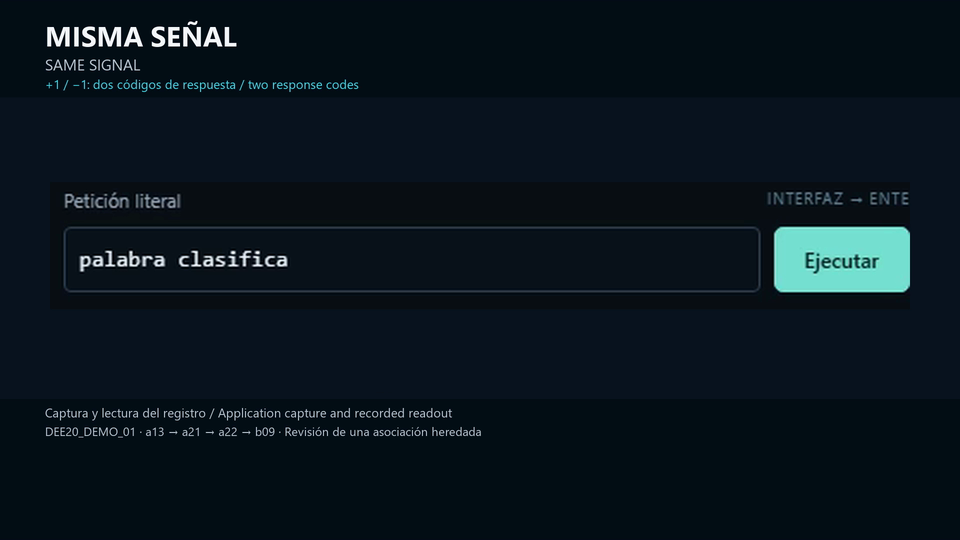 MISMA SEÑAL
SAME SIGNAL
+1 / −1: dos códigos de respuesta / two response codes
Petición literal
INTERFAZ → ENTE
palabra clasifica
Ejecutar
Captura y lectura del registro / Application capture and recorded readout
DEE20_DEMO_01 · a13 → a21 → a22 → b09 · Revisión de una asociación heredada